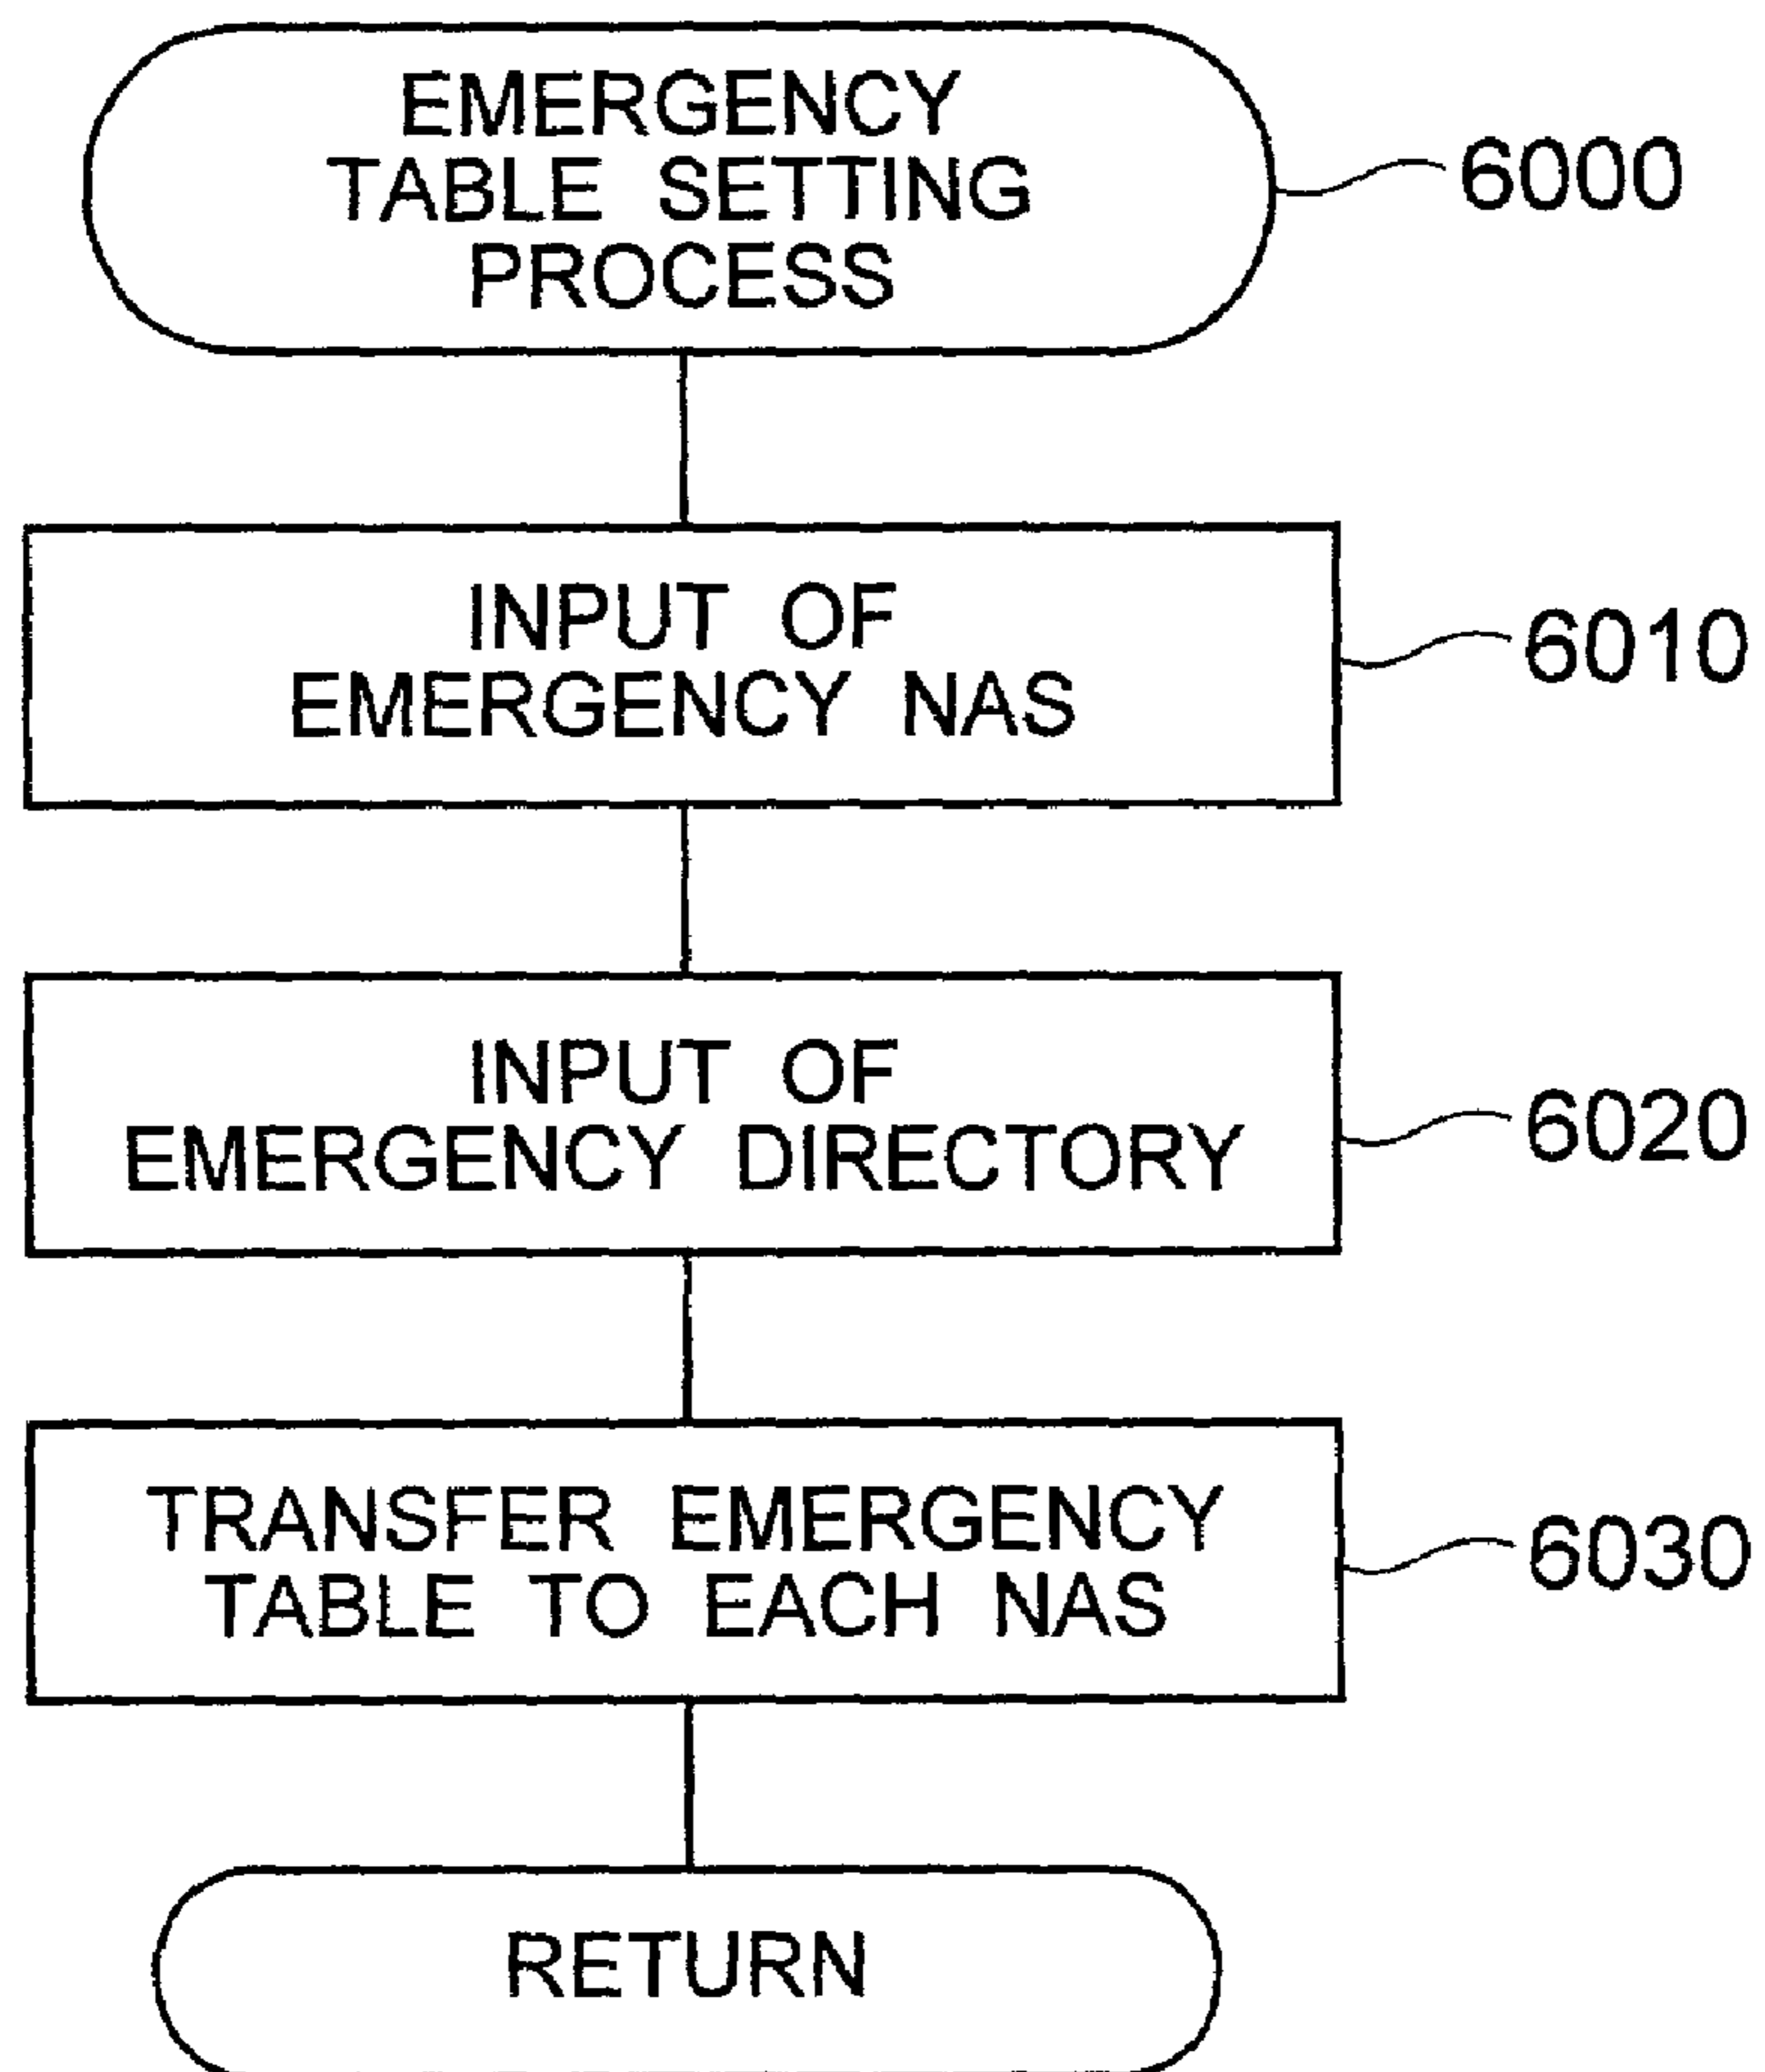 EMERGENCY
TABLE SETTING
PROCESS
6000
INPUT OF
EMERGENCY NAS
6010
INPUT OF
EMERGENCY DIRECTORY
6020
TRANSFER EMERGENCY
TABLE TO EACH NAS
6030
RETURN